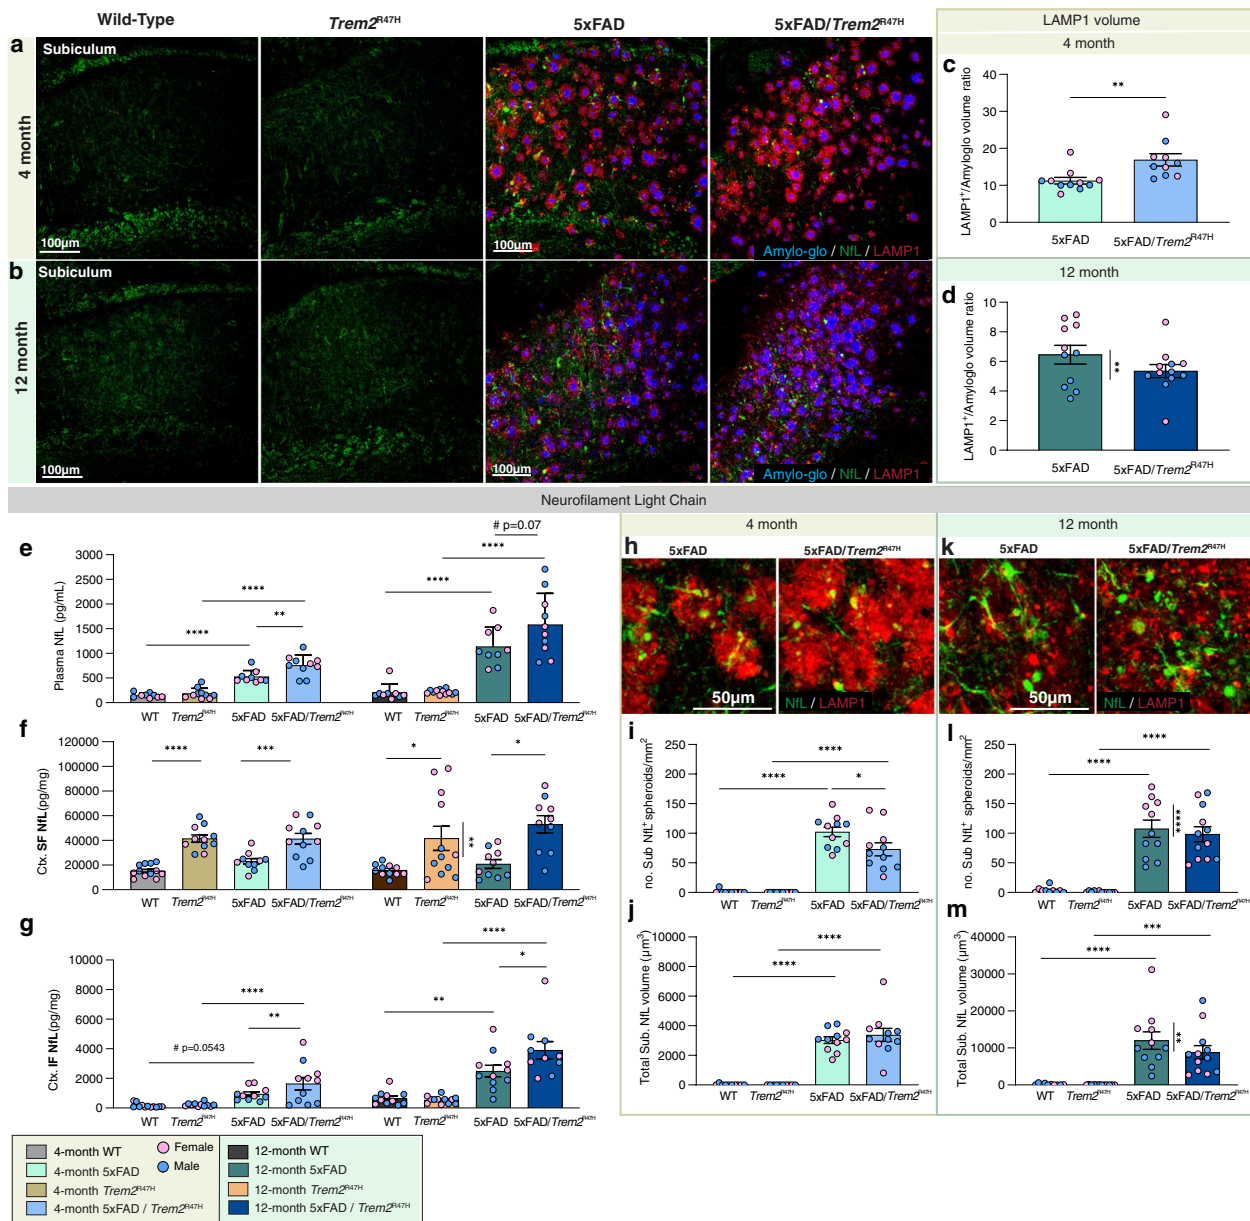 Wild-Type
Trem2R47H
5xFAD
5xFAD/Trem2R47H
a
4 month
Subiculum
100µm
100µm
Amylo-glo / NfL / LAMP1
b
12 month
Subiculum
100µm
100µm
Amylo-glo / NfL / LAMP1
LAMP1 volume
4 month
c
LAMP1+/Amyloglo volume ratio
40
30
20
10
0
**
5xFAD
5xFAD/Trem2R47H
12 month
d
LAMP1+/Amyloglo volume ratio
10
8
6
4
2
0
**
5xFAD
5xFAD/Trem2R47H
Neurofilament Light Chain
e
Plasma NfL (pg/mL)
3000
2500
2000
1500
1000
500
0
****
****
**
****
****
# p=0.07
WT
Trem2R47H
5xFAD
5xFAD/Trem2R47H
WT
Trem2R47H
5xFAD
5xFAD/Trem2R47H
f
Ctx. SF NfL(pg/mg)
120000
100000
80000
60000
40000
20000
0
****
***
*
**
*
WT
Trem2R47H
5xFAD
5xFAD/Trem2R47H
WT
Trem2R47H
5xFAD
5xFAD/Trem2R47H
g
Ctx. IF NfL(pg/mg)
10000
8000
6000
4000
2000
0
# p=0.0543
****
**
**
****
*
WT
Trem2R47H
5xFAD
5xFAD/Trem2R47H
WT
Trem2R47H
5xFAD
5xFAD/Trem2R47H
4 month
h
5xFAD
5xFAD/Trem2R47H
50µm
NfL / LAMP1
i
no. Sub NfL+ spheroids/mm2
250
200
150
100
50
0
****
****
*
WT
Trem2R47H
5xFAD
5xFAD/Trem2R47H
j
Total Sub. NfL volume (µm3)
10000
8000
6000
4000
2000
0
****
****
WT
Trem2R47H
5xFAD
5xFAD/Trem2R47H
12 month
k
5xFAD
5xFAD/Trem2R47H
50µm
NfL / LAMP1
l
no. Sub NfL+ spheroids/mm2
250
200
150
100
50
0
****
****
****
WT
Trem2R47H
5xFAD
5xFAD/Trem2R47H
m
Total Sub. NfL volume (µm3)
40000
30000
20000
10000
0
****
***
**
WT
Trem2R47H
5xFAD
5xFAD/Trem2R47H
4-month WT
4-month 5xFAD
4-month Trem2R47H
4-month 5xFAD / Trem2R47H
Female
Male
12-month WT
12-month 5xFAD
12-month Trem2R47H
12-month 5xFAD / Trem2R47H